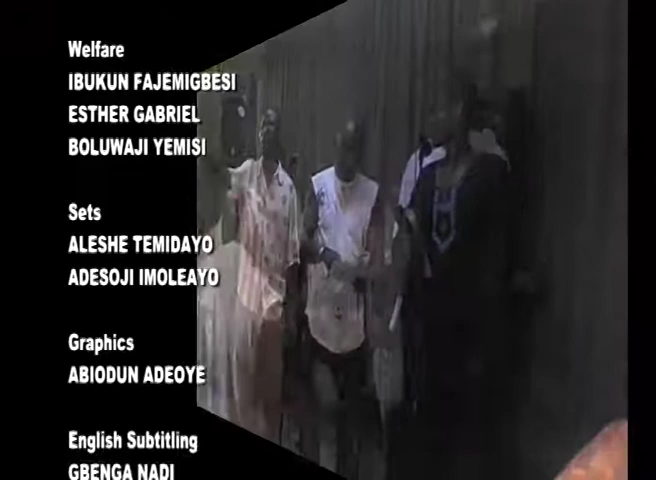 Welfare
IBUKUN FAJEMIGBESI
ESTHER GABRIEL
BOLUWAJI YEMISI
Sets
ALESHE TEMIDAYO
ADESOJI IMOLEAYO
Graphics
ABIODUN ADEOYE
English Subtitling
GBENGA NADI